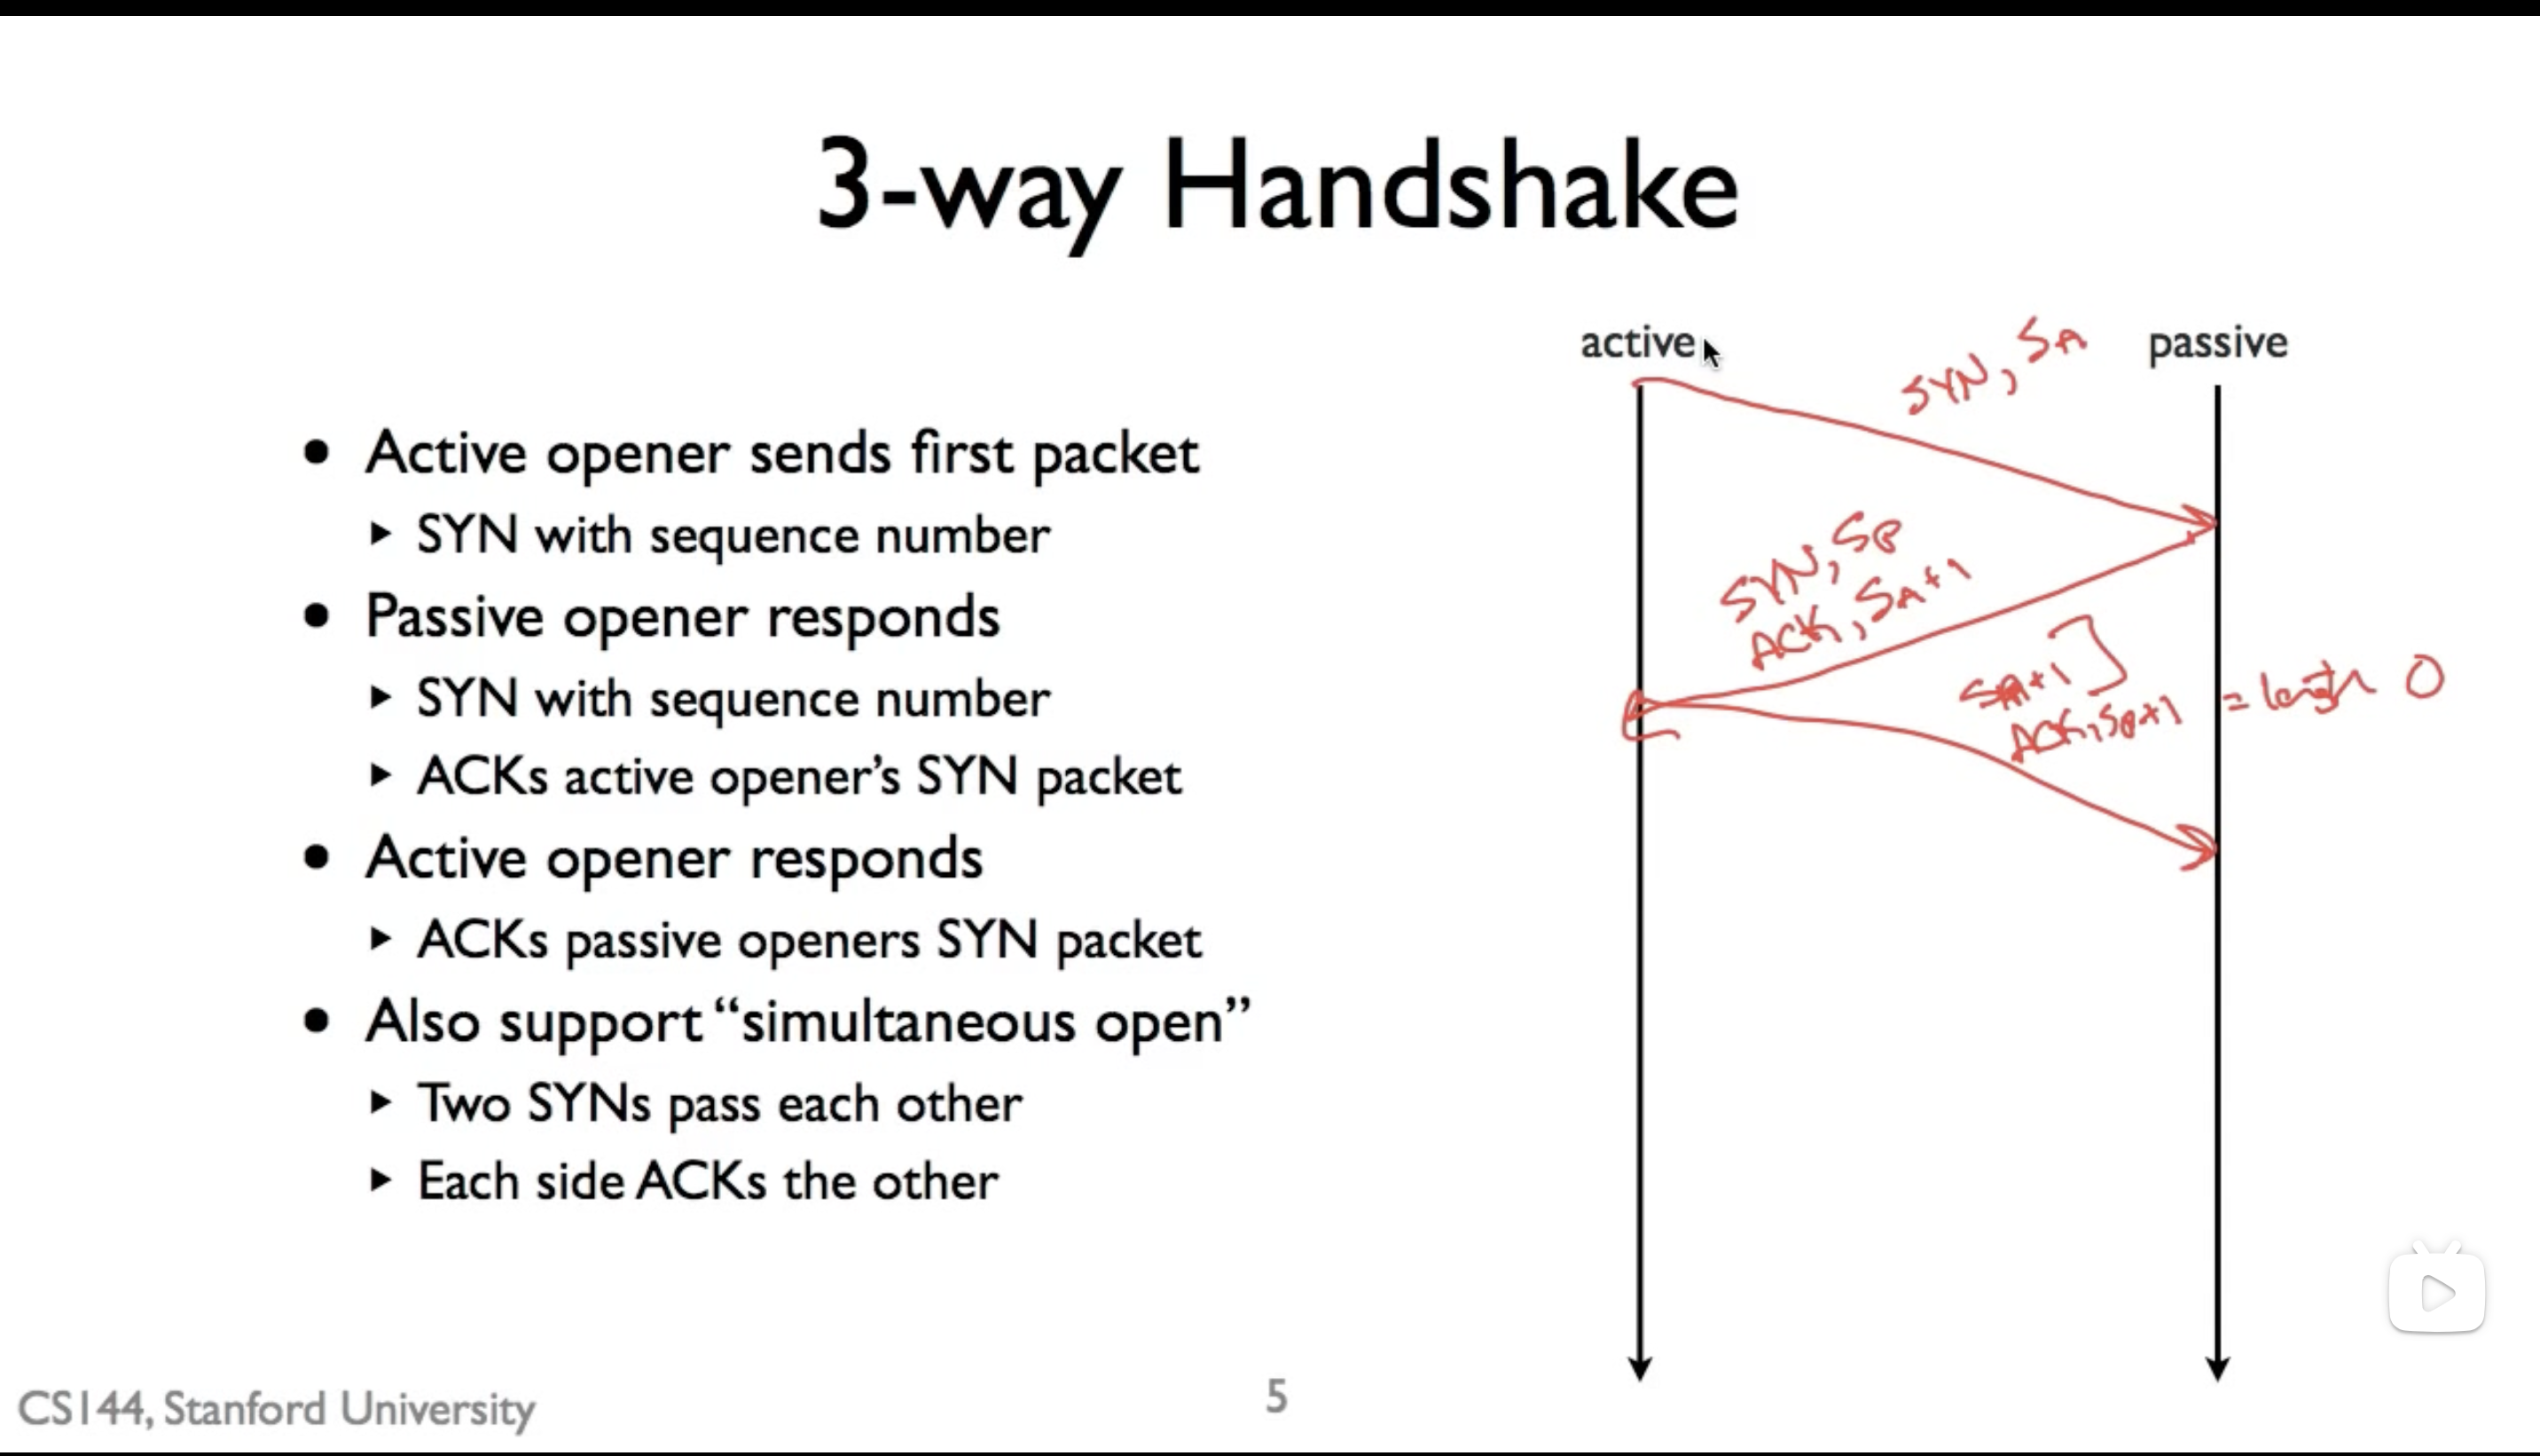 3-way Handshake
• Active opener sends first packet
▸ SYN with sequence number
• Passive opener responds
▸ SYN with sequence number
▸ ACKs active opener’s SYN packet
• Active opener responds
▸ ACKs passive openers SYN packet
• Also support “simultaneous open”
▸ Two SYNs pass each other
▸ Each side ACKs the other
active
passive
SYN, SA
SYN, SB
ACK, SA+1
SA+1
ACK, SB+1 = length 0
CS144, Stanford University
5